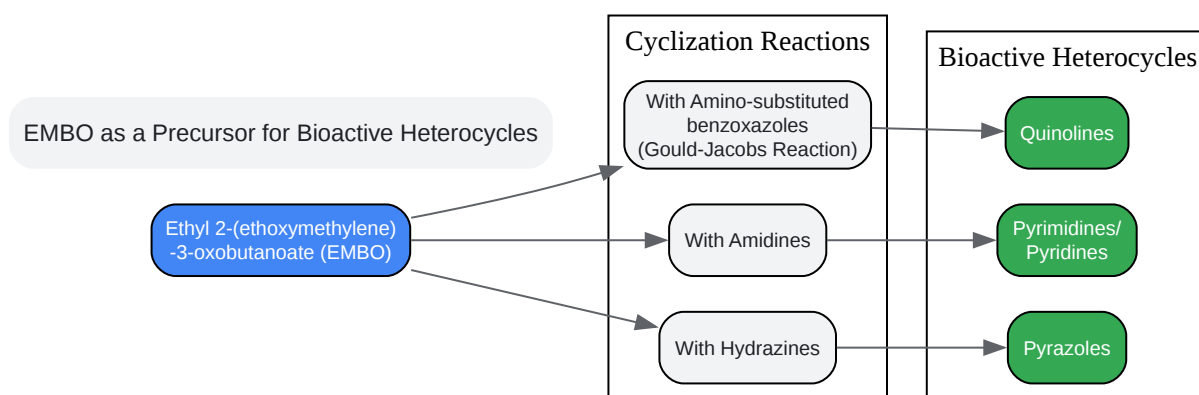 EMBO as a Precursor for Bioactive Heterocycles
Ethyl 2-(ethoxymethylene)
-3-oxobutanoate (EMBO)
Cyclization Reactions
With Amino-substituted
benzoxazoles
(Gould-Jacobs Reaction)
With Amidines
With Hydrazines
Bioactive Heterocycles
Quinolines
Pyrimidines/
Pyridines
Pyrazoles